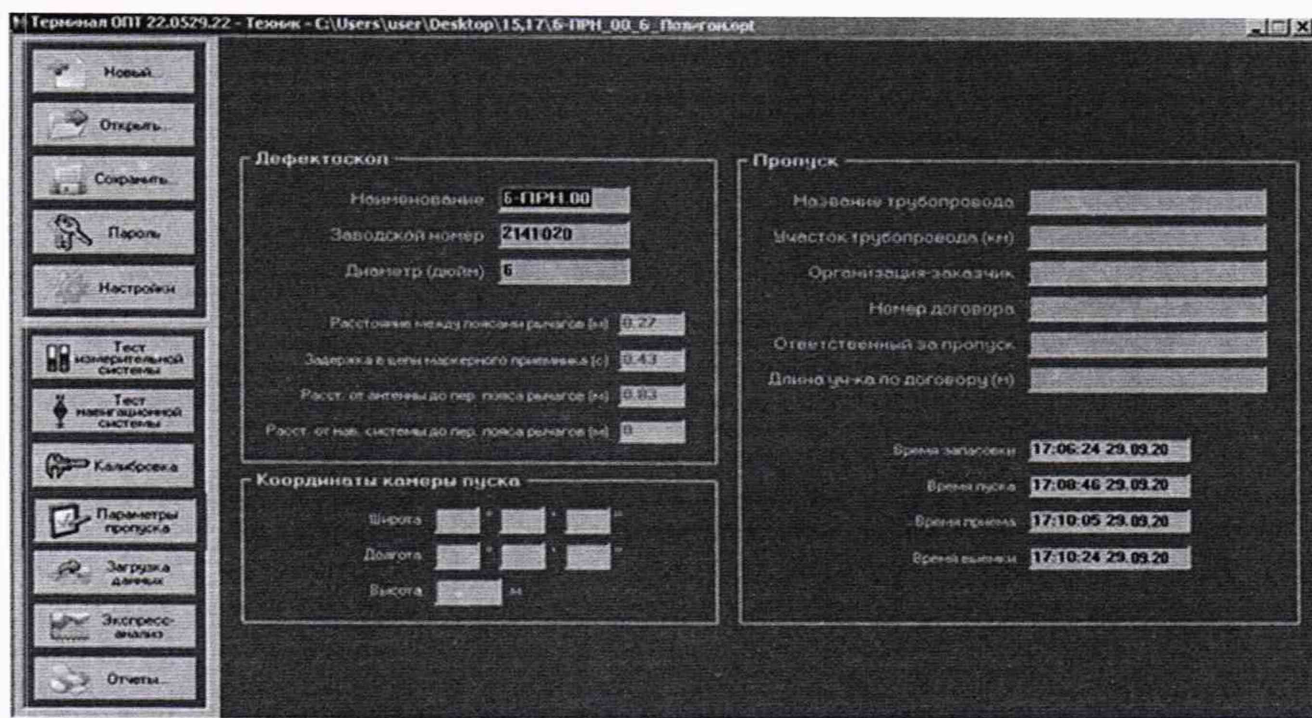 Терминал ОПТ 22.0529.22 - Техник - C:\Users\user\Desktop\15,17\6-ПРН_00_6_Полигон.opt
Новый...
Открыть...
Сохранить...
Пароль
Настройки
Тест
измерительной
системы
Тест
навигационной
системы
Калибровка
Параметры
пропуска
Загрузка
данных
Экспресс-
анализ
Отчеты...
Дефектоскоп
Наименование 6-ПРН.00
Заводской номер 2141020
Диаметр (дюйм) 6
Расстояние между поясами рычагов (м) 0.27
Задержка в цепи маркерного приемника (с) 0.43
Расст. от антенны до пер. пояса рычагов (м) 0.83
Расст. от нав. системы до пер. пояса рычагов (м) 0
Координаты камеры пуска
Широта ° ' "
Долгота ° ' "
Высота м
Пропуск
Название трубопровода
Участок трубопровода (км)
Организация-заказчик
Номер договора
Ответственный за пропуск
Длина уч-ка по договору (м)
Время запасовки 17:06:24 29.09.20
Время пуска 17:08:46 29.09.20
Время приема 17:10:05 29.09.20
Время выемки 17:10:24 29.09.20